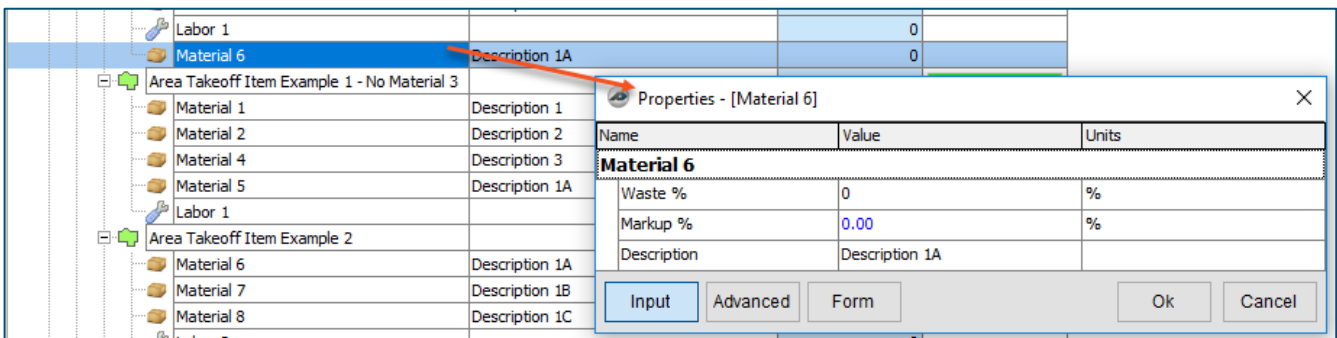 Labor 1 0
Material 6 Description 1A 0
Area Takeoff Item Example 1 - No Material 3
Material 1 Description 1
Material 2 Description 2
Material 4 Description 3
Material 5 Description 1A
Labor 1
Area Takeoff Item Example 2
Material 6 Description 1A
Material 7 Description 1B
Material 8 Description 1C
Properties - [Material 6]
Name Value Units
Material 6
Waste % 0 %
Markup % 0.00 %
Description Description 1A
Input Advanced Form Ok Cancel